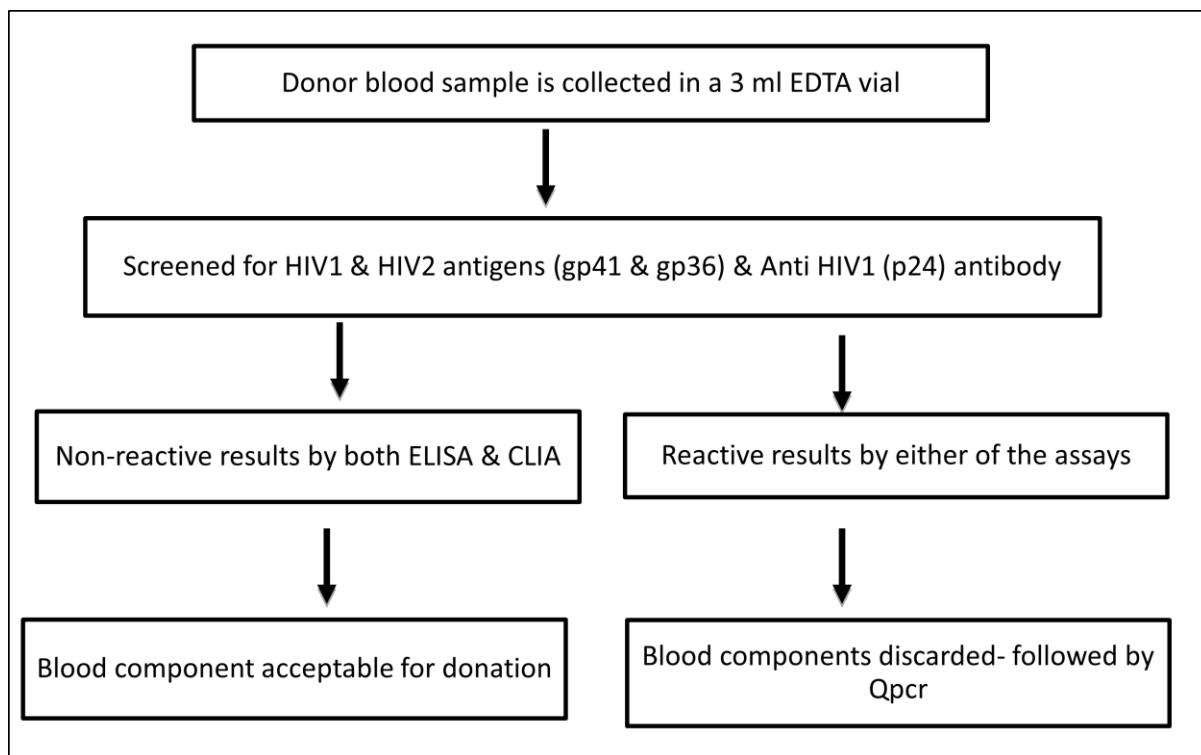 Donor blood sample is collected in a 3 ml EDTA vial
Screened for HIV1 & HIV2 antigens (gp41 & gp36) & Anti HIV1 (p24) antibody
Non-reactive results by both ELISA & CLIA
Reactive results by either of the assays
Blood component acceptable for donation
Blood components discarded- followed by
Qpcr